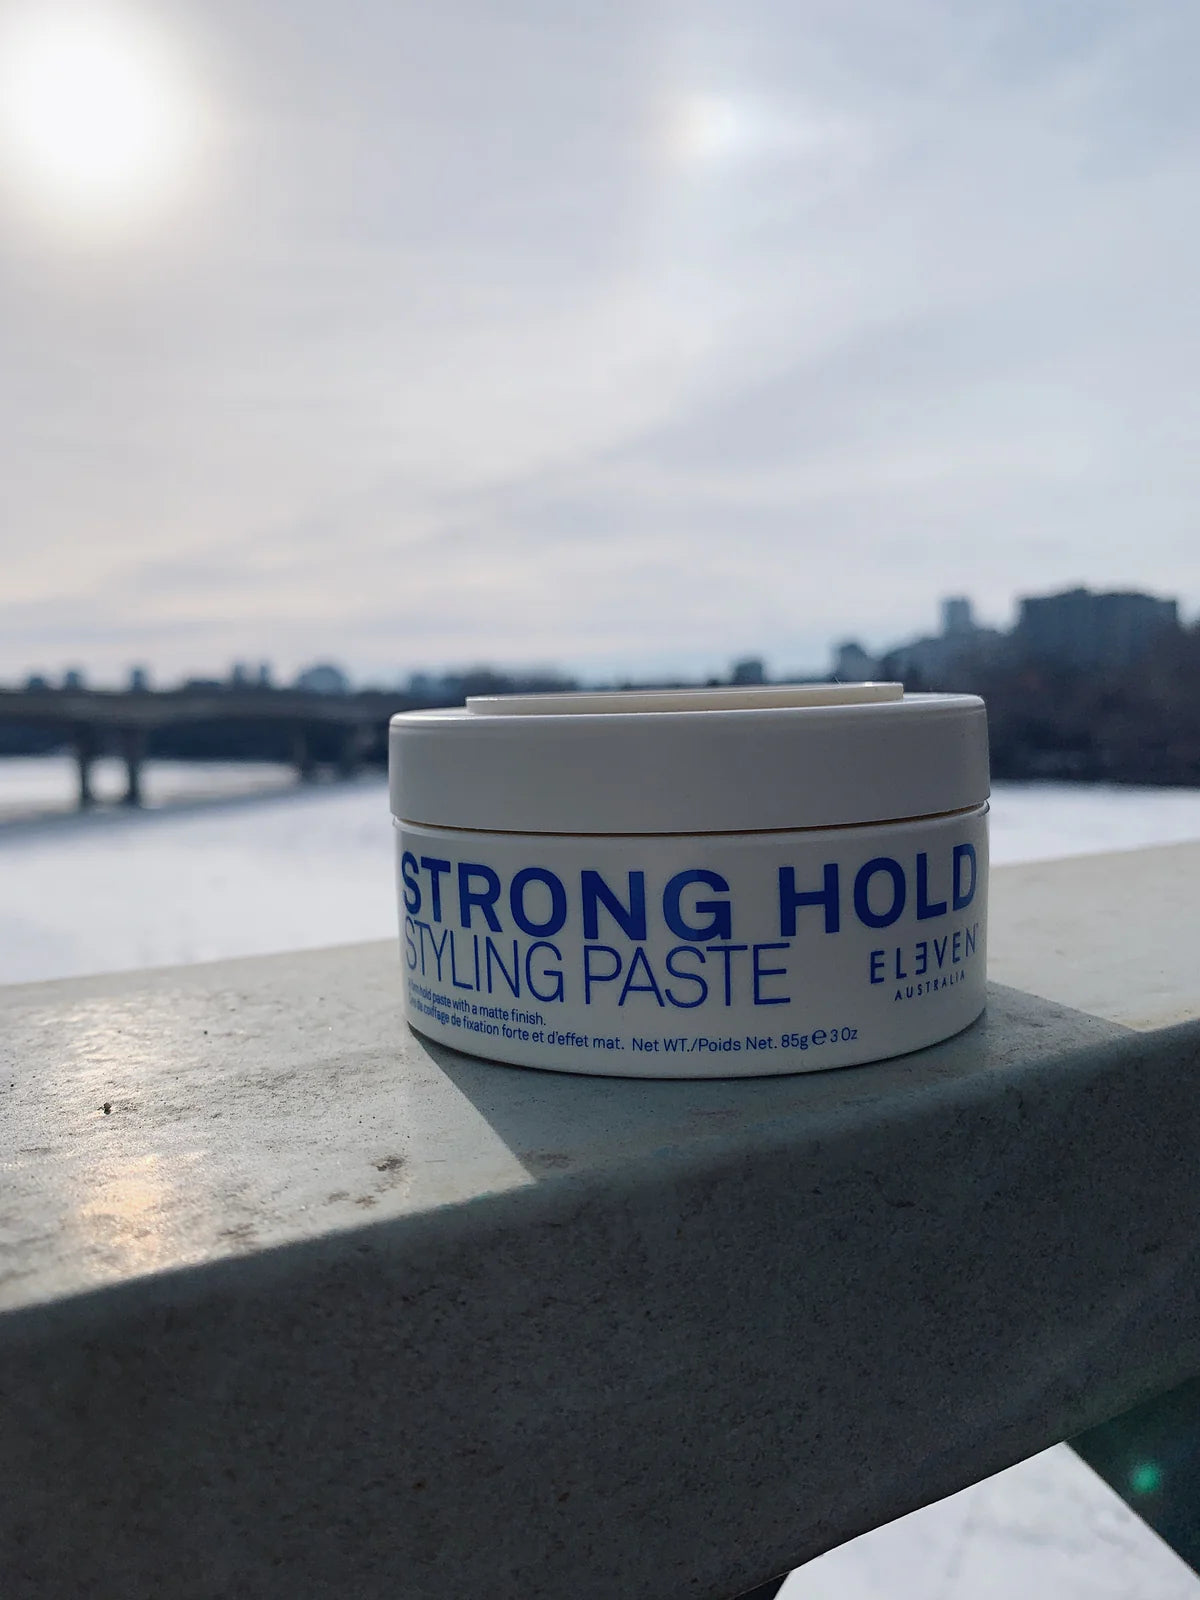 STRONG HOLD
STYLING PASTE
ELEVEN
AUSTRALIA
firm hold paste with a matte finish.
de coiffage de fixation forte et d'effet mat. Net WT./Poids Net. 85g ℮ 3 Oz